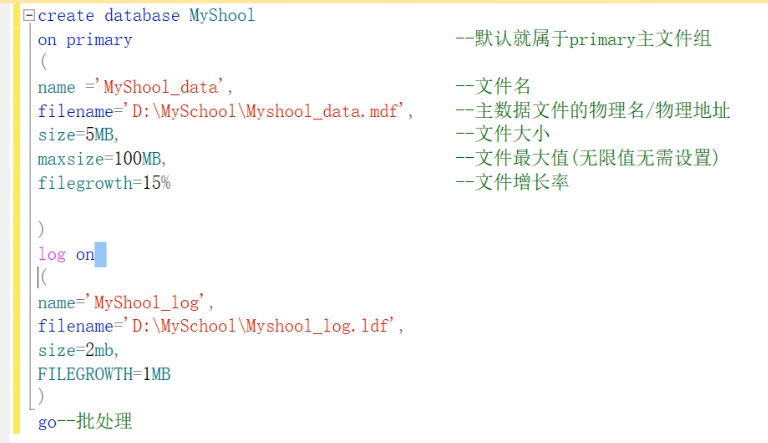 create database MyShool
on primary --默认就属于primary主文件组
(
name ='MyShool_data', --文件名
filename='D:\MySchool\Myshool_data.mdf', --主数据文件的物理名/物理地址
size=5MB, --文件大小
maxsize=100MB, --文件最大值(无限值无需设置)
filegrowth=15% --文件增长率
)
log on
(
name='MyShool_log',
filename='D:\MySchool\Myshool_log.ldf',
size=2mb,
FILEGROWTH=1MB
)
go--批处理